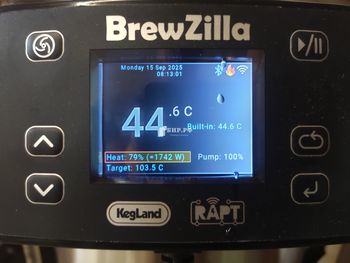 BrewZilla
Monday 15 Sep 2025
08:13:01
44.6 C
Built-in: 44.6 C
Heat: 79% (≈1742 W) Pump: 100%
Target: 103.5 C
KegLand RAPT